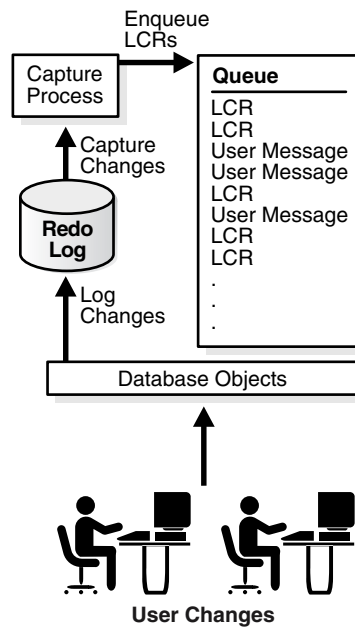 Enqueue
LCRs
Capture
Process
Queue
LCR
LCR
User Message
User Message
LCR
User Message
LCR
LCR
.
.
.
Capture
Changes
Redo
Log
Log
Changes
Database Objects
User Changes